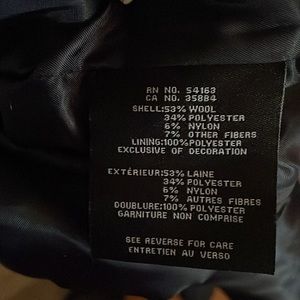 RN NO. 54163
CA NO. 35884
SHELL:53% WOOL
34% POLYESTER
6% NYLON
7% OTHER FIBERS
LINING:100% POLYESTER
EXCLUSIVE OF DECORATION
EXTÉRIEUR:53% LAINE
34% POLYESTER
6% NYLON
7% AUTRES FIBRES
DOUBLURE:100% POLYESTER
GARNITURE NON COMPRISE
SEE REVERSE FOR CARE
ENTRETIEN AU VERSO